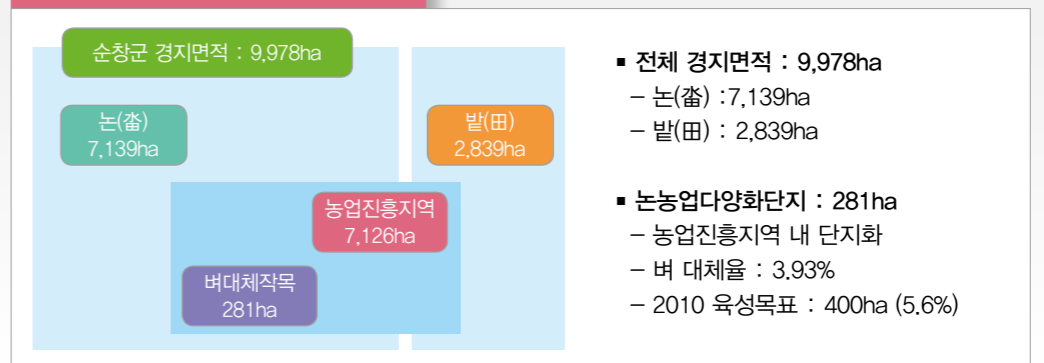 순창군 경지면적 : 9,978ha
논(畓)
7,139ha
밭(田)
2,839ha
농업진흥지역
7,126ha
벼대체작목
281ha
▪ 전체 경지면적 : 9,978ha
– 논(畓) :7,139ha
– 밭(田) : 2,839ha
▪ 논농업다양화단지 : 281ha
– 농업진흥지역 내 단지화
– 벼 대체율 : 3.93%
– 2010 육성목표 : 400ha (5.6%)